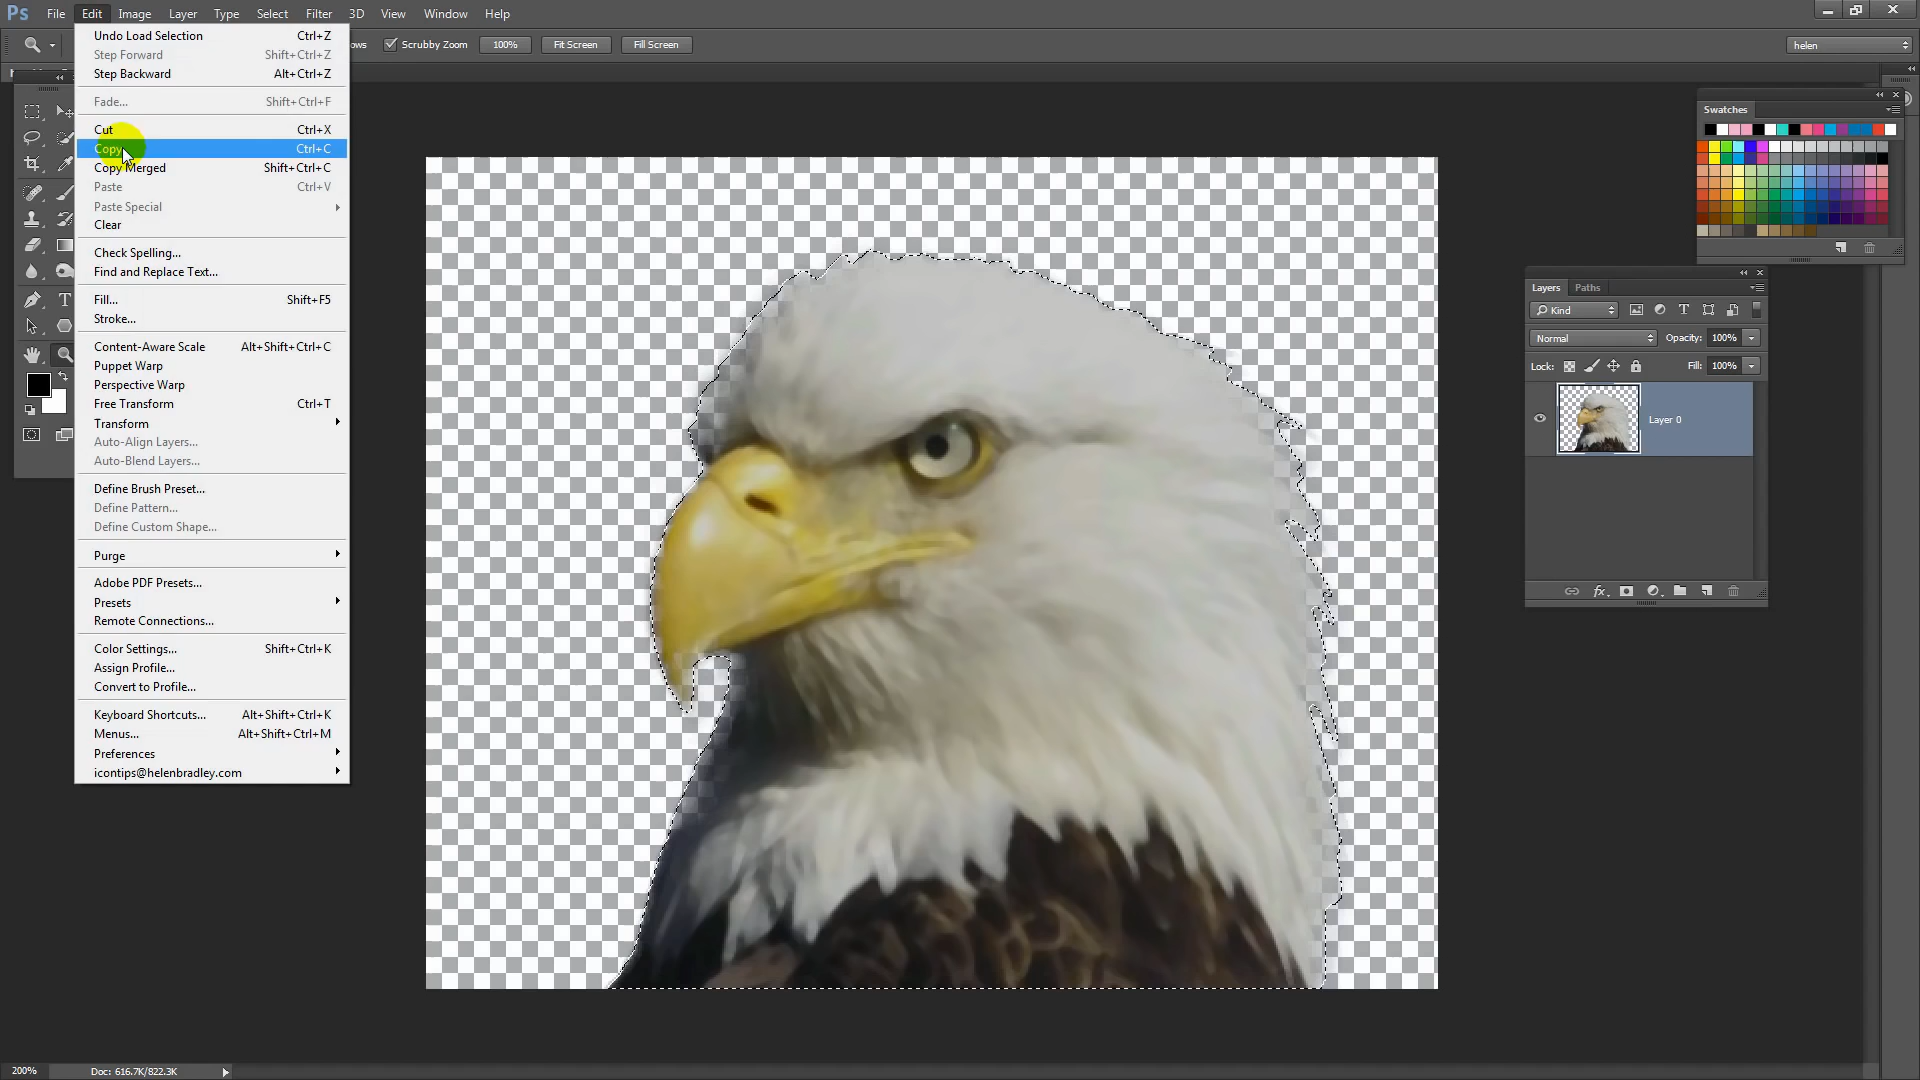 Ps File Edit Image Layer Type Select Filter 3D View Window Help
Scrubby Zoom 100% Fit Screen Fill Screen helen
Undo Load Selection Ctrl+Z
Step Forward Shift+Ctrl+Z
Step Backward Alt+Ctrl+Z
Fade... Shift+Ctrl+F
Cut Ctrl+X
Copy Ctrl+C
Copy Merged Shift+Ctrl+C
Paste Ctrl+V
Paste Special
Clear
Check Spelling...
Find and Replace Text...
Fill... Shift+F5
Stroke...
Content-Aware Scale Alt+Shift+Ctrl+C
Puppet Warp
Perspective Warp
Free Transform Ctrl+T
Transform
Auto-Align Layers...
Auto-Blend Layers...
Define Brush Preset...
Define Pattern...
Define Custom Shape...
Purge
Adobe PDF Presets...
Presets
Remote Connections...
Color Settings... Shift+Ctrl+K
Assign Profile...
Convert to Profile...
Keyboard Shortcuts... Alt+Shift+Ctrl+K
Menus... Alt+Shift+Ctrl+M
Preferences
icontips@helenbradley.com
Swatches
Layers Paths
Kind
Normal Opacity: 100%
Lock: Fill: 100%
Layer 0
200% Doc: 616.7K/822.3K